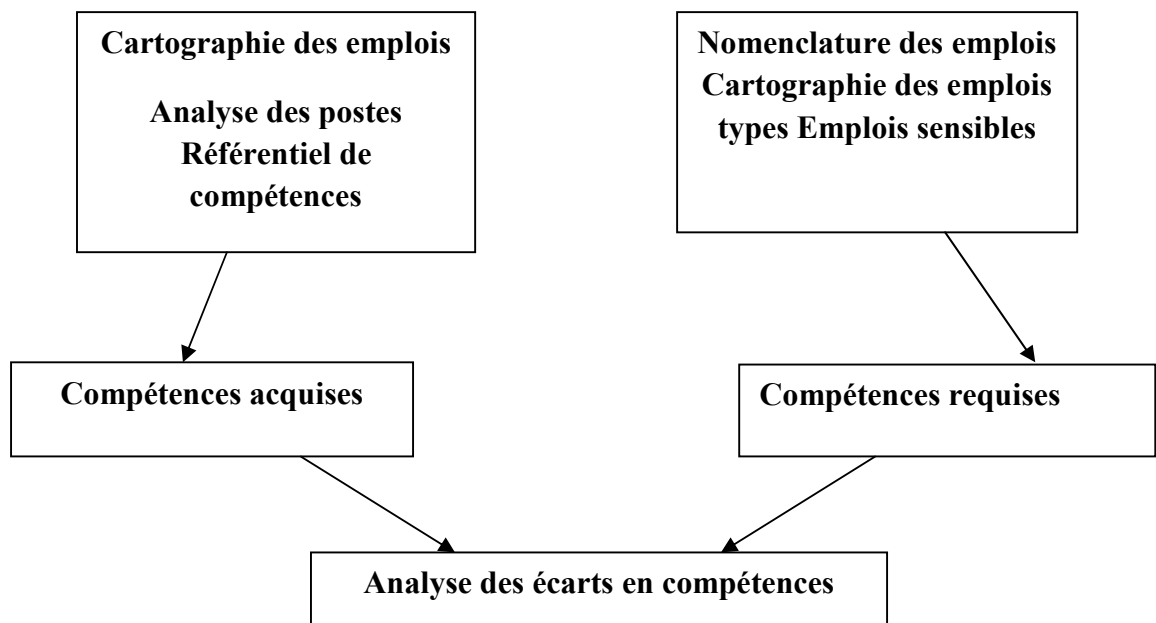 Cartographie des emplois
Analyse des postes
Référentiel de
compétences
Nomenclature des emplois
Cartographie des emplois
types Emplois sensibles
Compétences acquises
Compétences requises
Analyse des écarts en compétences